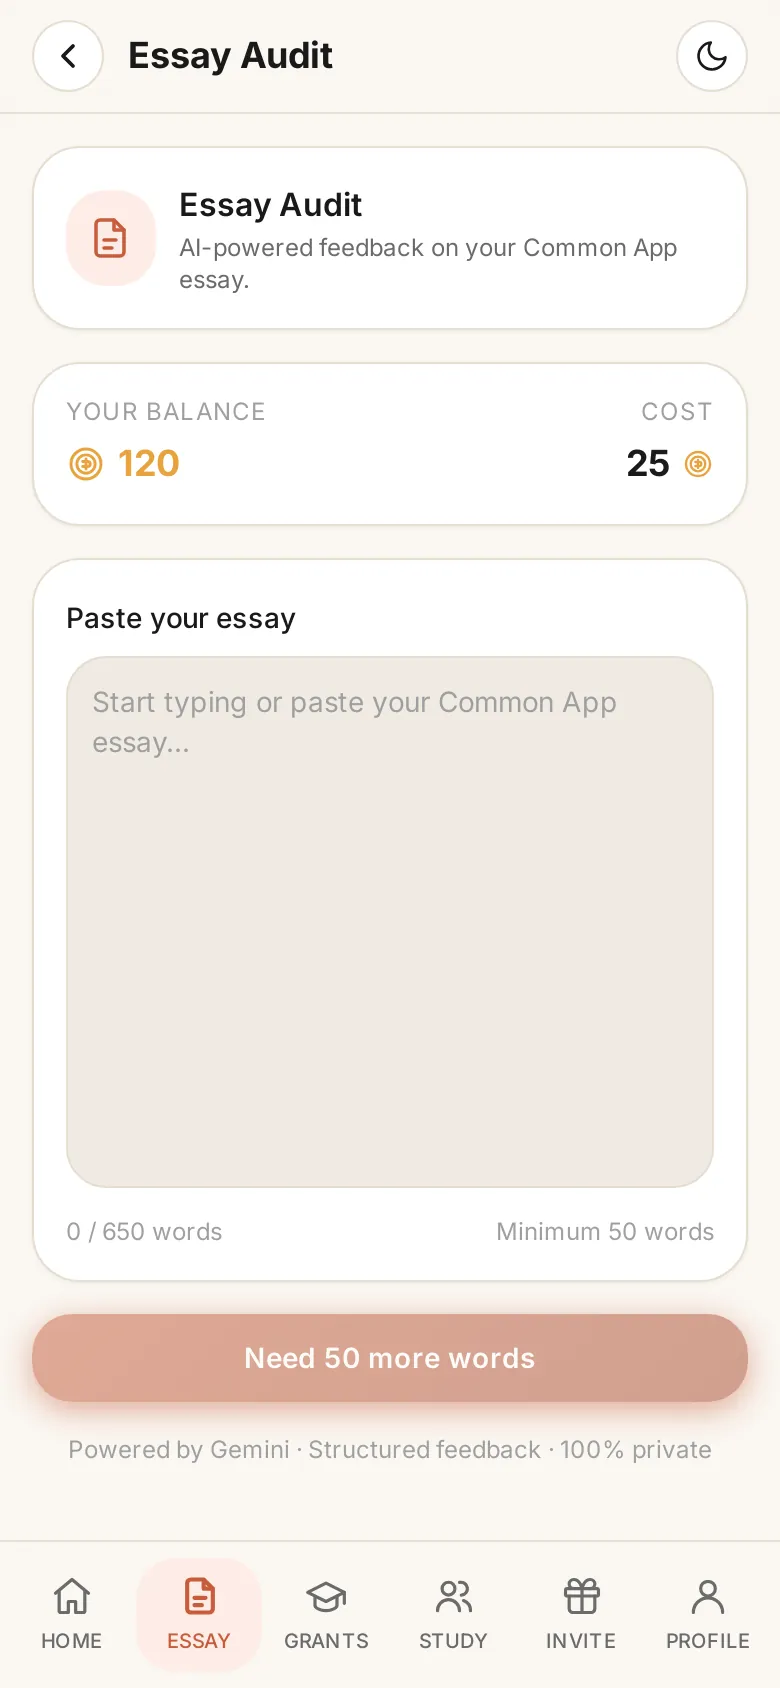 Essay Audit
Essay Audit
AI-powered feedback on your Common App
essay.
YOUR BALANCE
COST
120
25
Paste your essay
Start typing or paste your Common App
essay...
0 / 650 words
Minimum 50 words
Need 50 more words
Powered by Gemini · Structured feedback · 100% private
HOME
ESSAY
GRANTS
STUDY
INVITE
PROFILE